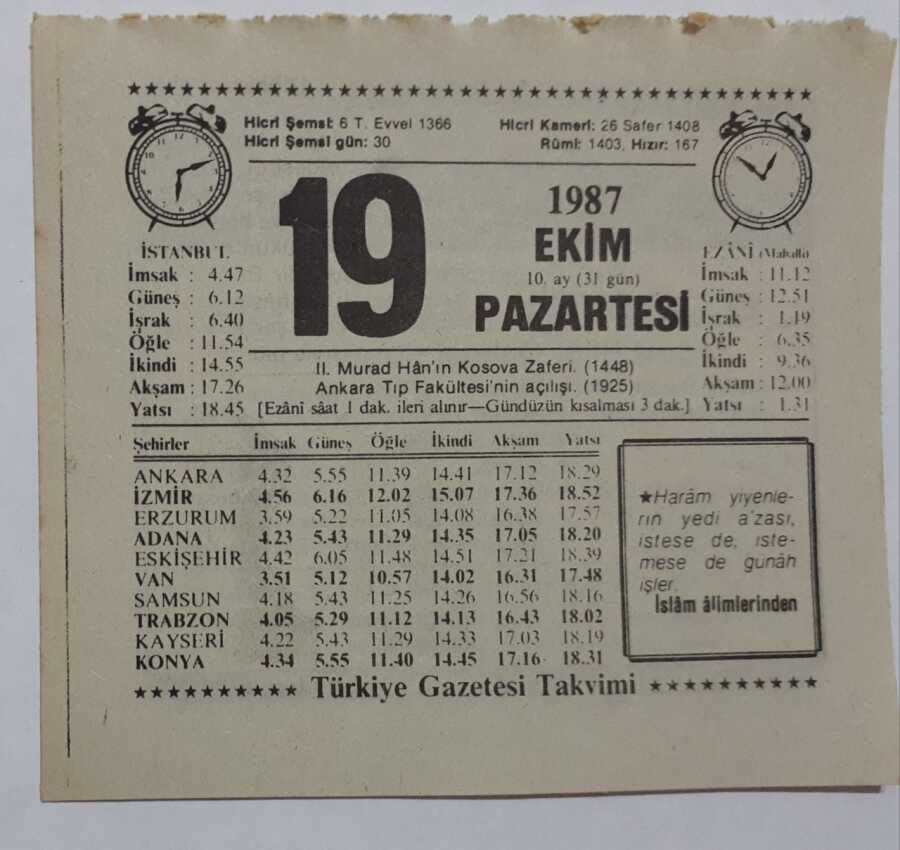 Hicri Şemsî: 6 T. Evvel 1366
Hicri Şemsî gün: 30
Hicri Kameri: 26 Safer 1408
Rûmî: 1403, Hızır: 167
19
1987
EKİM
10. ay (31 gün)
PAZARTESİ
İSTANBUL
İmsak : 4.47
Güneş : 6.12
İşrak : 6.40
Öğle : 11.54
İkindi : 14.55
Akşam : 17.26
Yatsı : 18.45
EZÂNÎ (Mahallî)
İmsak : 11.12
Güneş : 12.51
İşrak : 1.19
Öğle : 6.35
İkindi : 9.36
Akşam : 12.00
Yatsı : 1.31
II. Murad Hân'ın Kosova Zaferi. (1448)
Ankara Tıp Fakültesi'nin açılışı. (1925)
[Ezânî sâat 1 dak. ileri alınır—Gündüzün kısalması 3 dak.]
Şehirler İmsak Güneş Öğle İkindi Akşam Yatsı
ANKARA 4.32 5.55 11.39 14.41 17.12 18.29
İZMİR 4.56 6.16 12.02 15.07 17.36 18.52
ERZURUM 3.59 5.22 11.05 14.08 16.38 17.57
ADANA 4.23 5.43 11.29 14.35 17.05 18.20
ESKİŞEHİR 4.42 6.05 11.48 14.51 17.21 18.39
VAN 3.51 5.12 10.57 14.02 16.31 17.48
SAMSUN 4.18 5.43 11.25 14.26 16.56 18.16
TRABZON 4.05 5.29 11.12 14.13 16.43 18.02
KAYSERİ 4.22 5.43 11.29 14.33 17.03 18.19
KONYA 4.34 5.55 11.40 14.45 17.16 18.31
★Harâm yiyenle-
rin yedi a'zası,
istese de, iste-
mese de günâh
işler.
İslâm âlimlerinden
★★★★★★★★★★ Türkiye Gazetesi Takvimi ★★★★★★★★★★